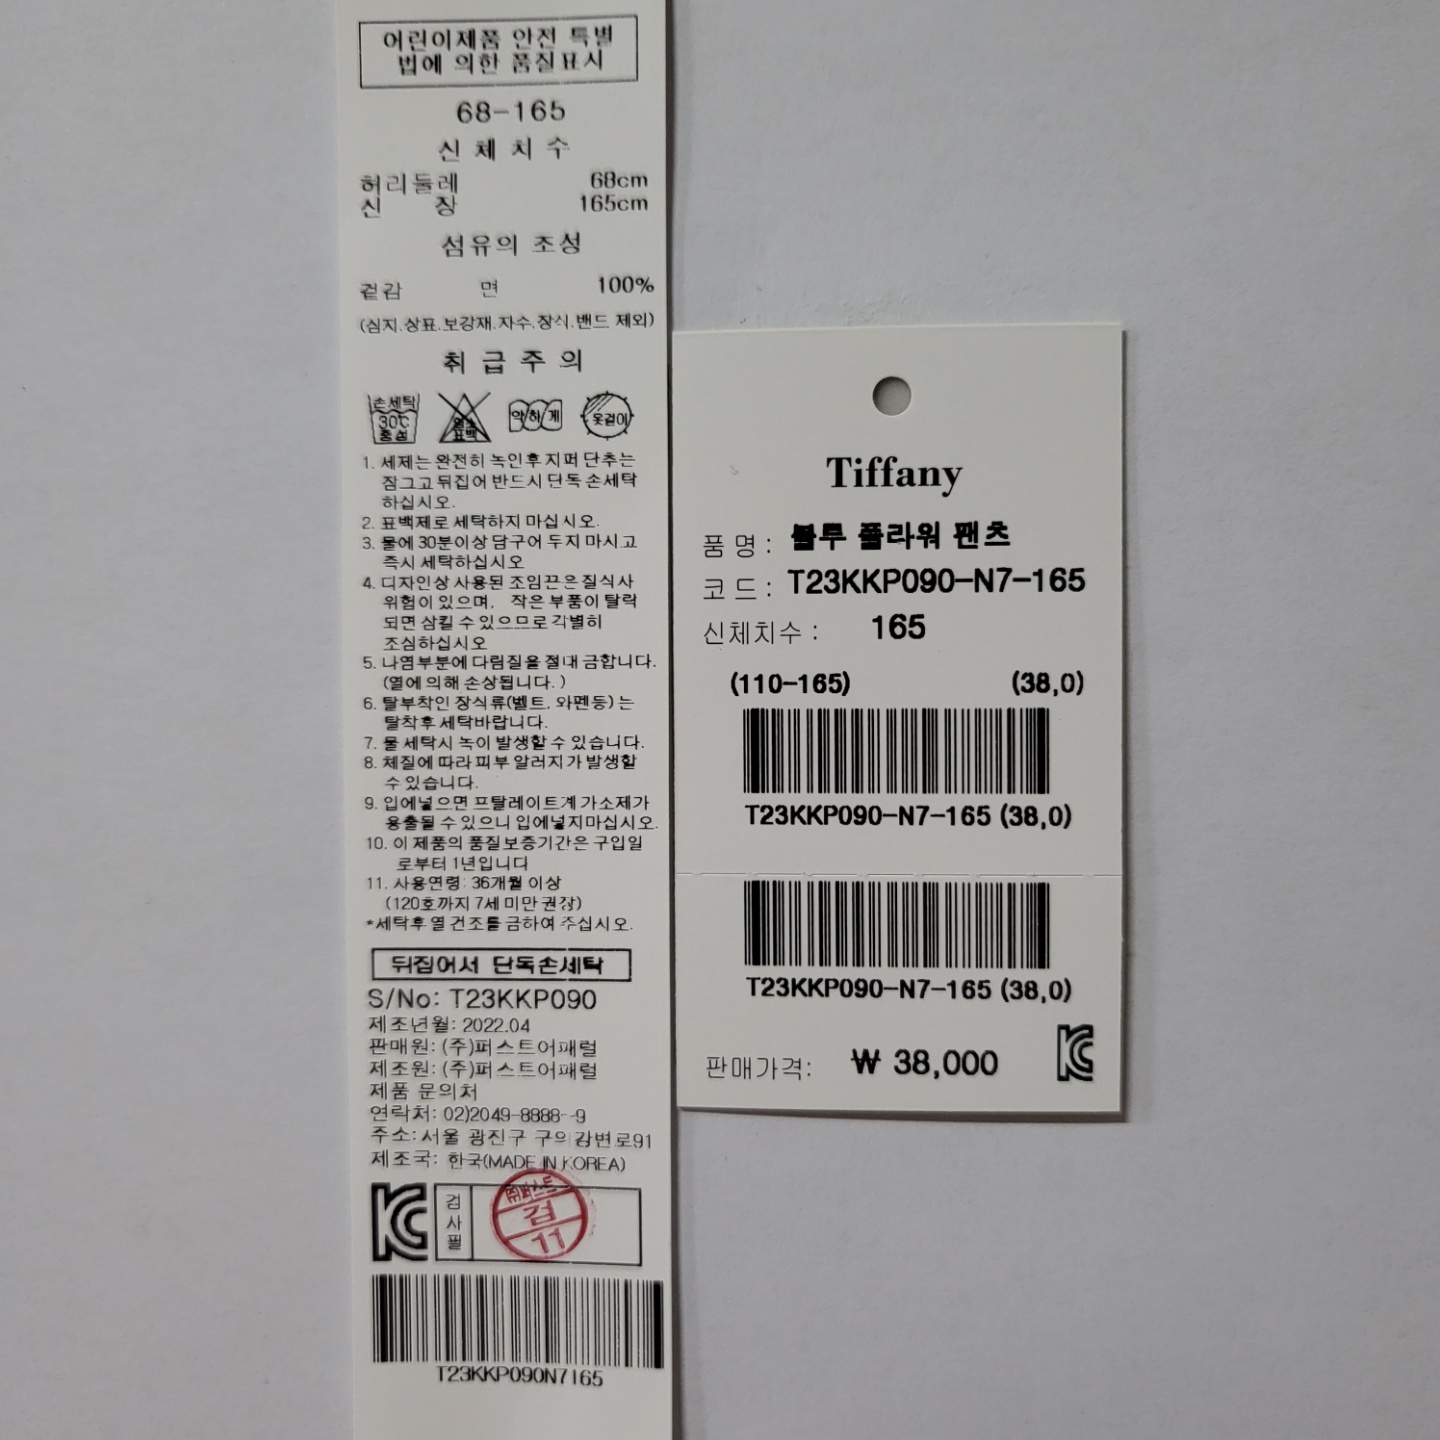 어린이제품 안전 특별
법에 의한 품질표시
68-165
신체치수
허리둘레 68cm
신 장 165cm
섬유의 조성
겉감 면 100%
(심지.상표.보강재.자수.장식.밴드 제외)
취급주의
손세탁
30℃
중성
염소
표백
약하게
옷걸이
1. 세제는 완전히 녹인후 지퍼 단추는
잠그고 뒤집어 반드시 단독 손세탁
하십시오.
2. 표백제로 세탁하지 마십시오.
3. 물에 30분이상 담구어 두지 마시고
즉시 세탁하십시오
4. 디자인상 사용된 조임끈은 질식사
위험이 있으며, 작은 부품이 탈락
되면 삼킬 수 있으므로 각별히
조심하십시오
5. 나염부분에 다림질을 절대 금합니다.
(열에 의해 손상됩니다.)
6. 탈부착인 장식류(벨트, 와펜등)는
탈착후 세탁바랍니다.
7. 물 세탁시 녹이 발생할 수 있습니다.
8. 체질에 따라 피부 알러지가 발생할
수 있습니다.
9. 입에넣으면 프탈레이트계 가소제가
용출될 수 있으니 입에넣지마십시오.
10. 이 제품의 품질보증기간은 구입일
로부터 1년입니다
11. 사용연령: 36개월 이상
(120호까지 7세 미만 권장)
*세탁후 열 건조를 금하여 주십시오.
뒤집어서 단독손세탁
S/No: T23KKP090
제조년월: 2022.04
판매원: (주)퍼스트어패럴
제조원: (주)퍼스트어패럴
제품 문의처
연락처: 02)2049-8888--9
주소: 서울 광진구 구의강변로91
제조국: 한국(MADE IN KOREA)
검사필
㈜퍼스트
검
11
T23KKP090N7165
Tiffany
품 명 : 블루 플라워 팬츠
코 드 : T23KKP090-N7-165
신체치수 : 165
(110-165) (38,0)
T23KKP090-N7-165 (38,0)
T23KKP090-N7-165 (38,0)
판매가격: ₩ 38,000